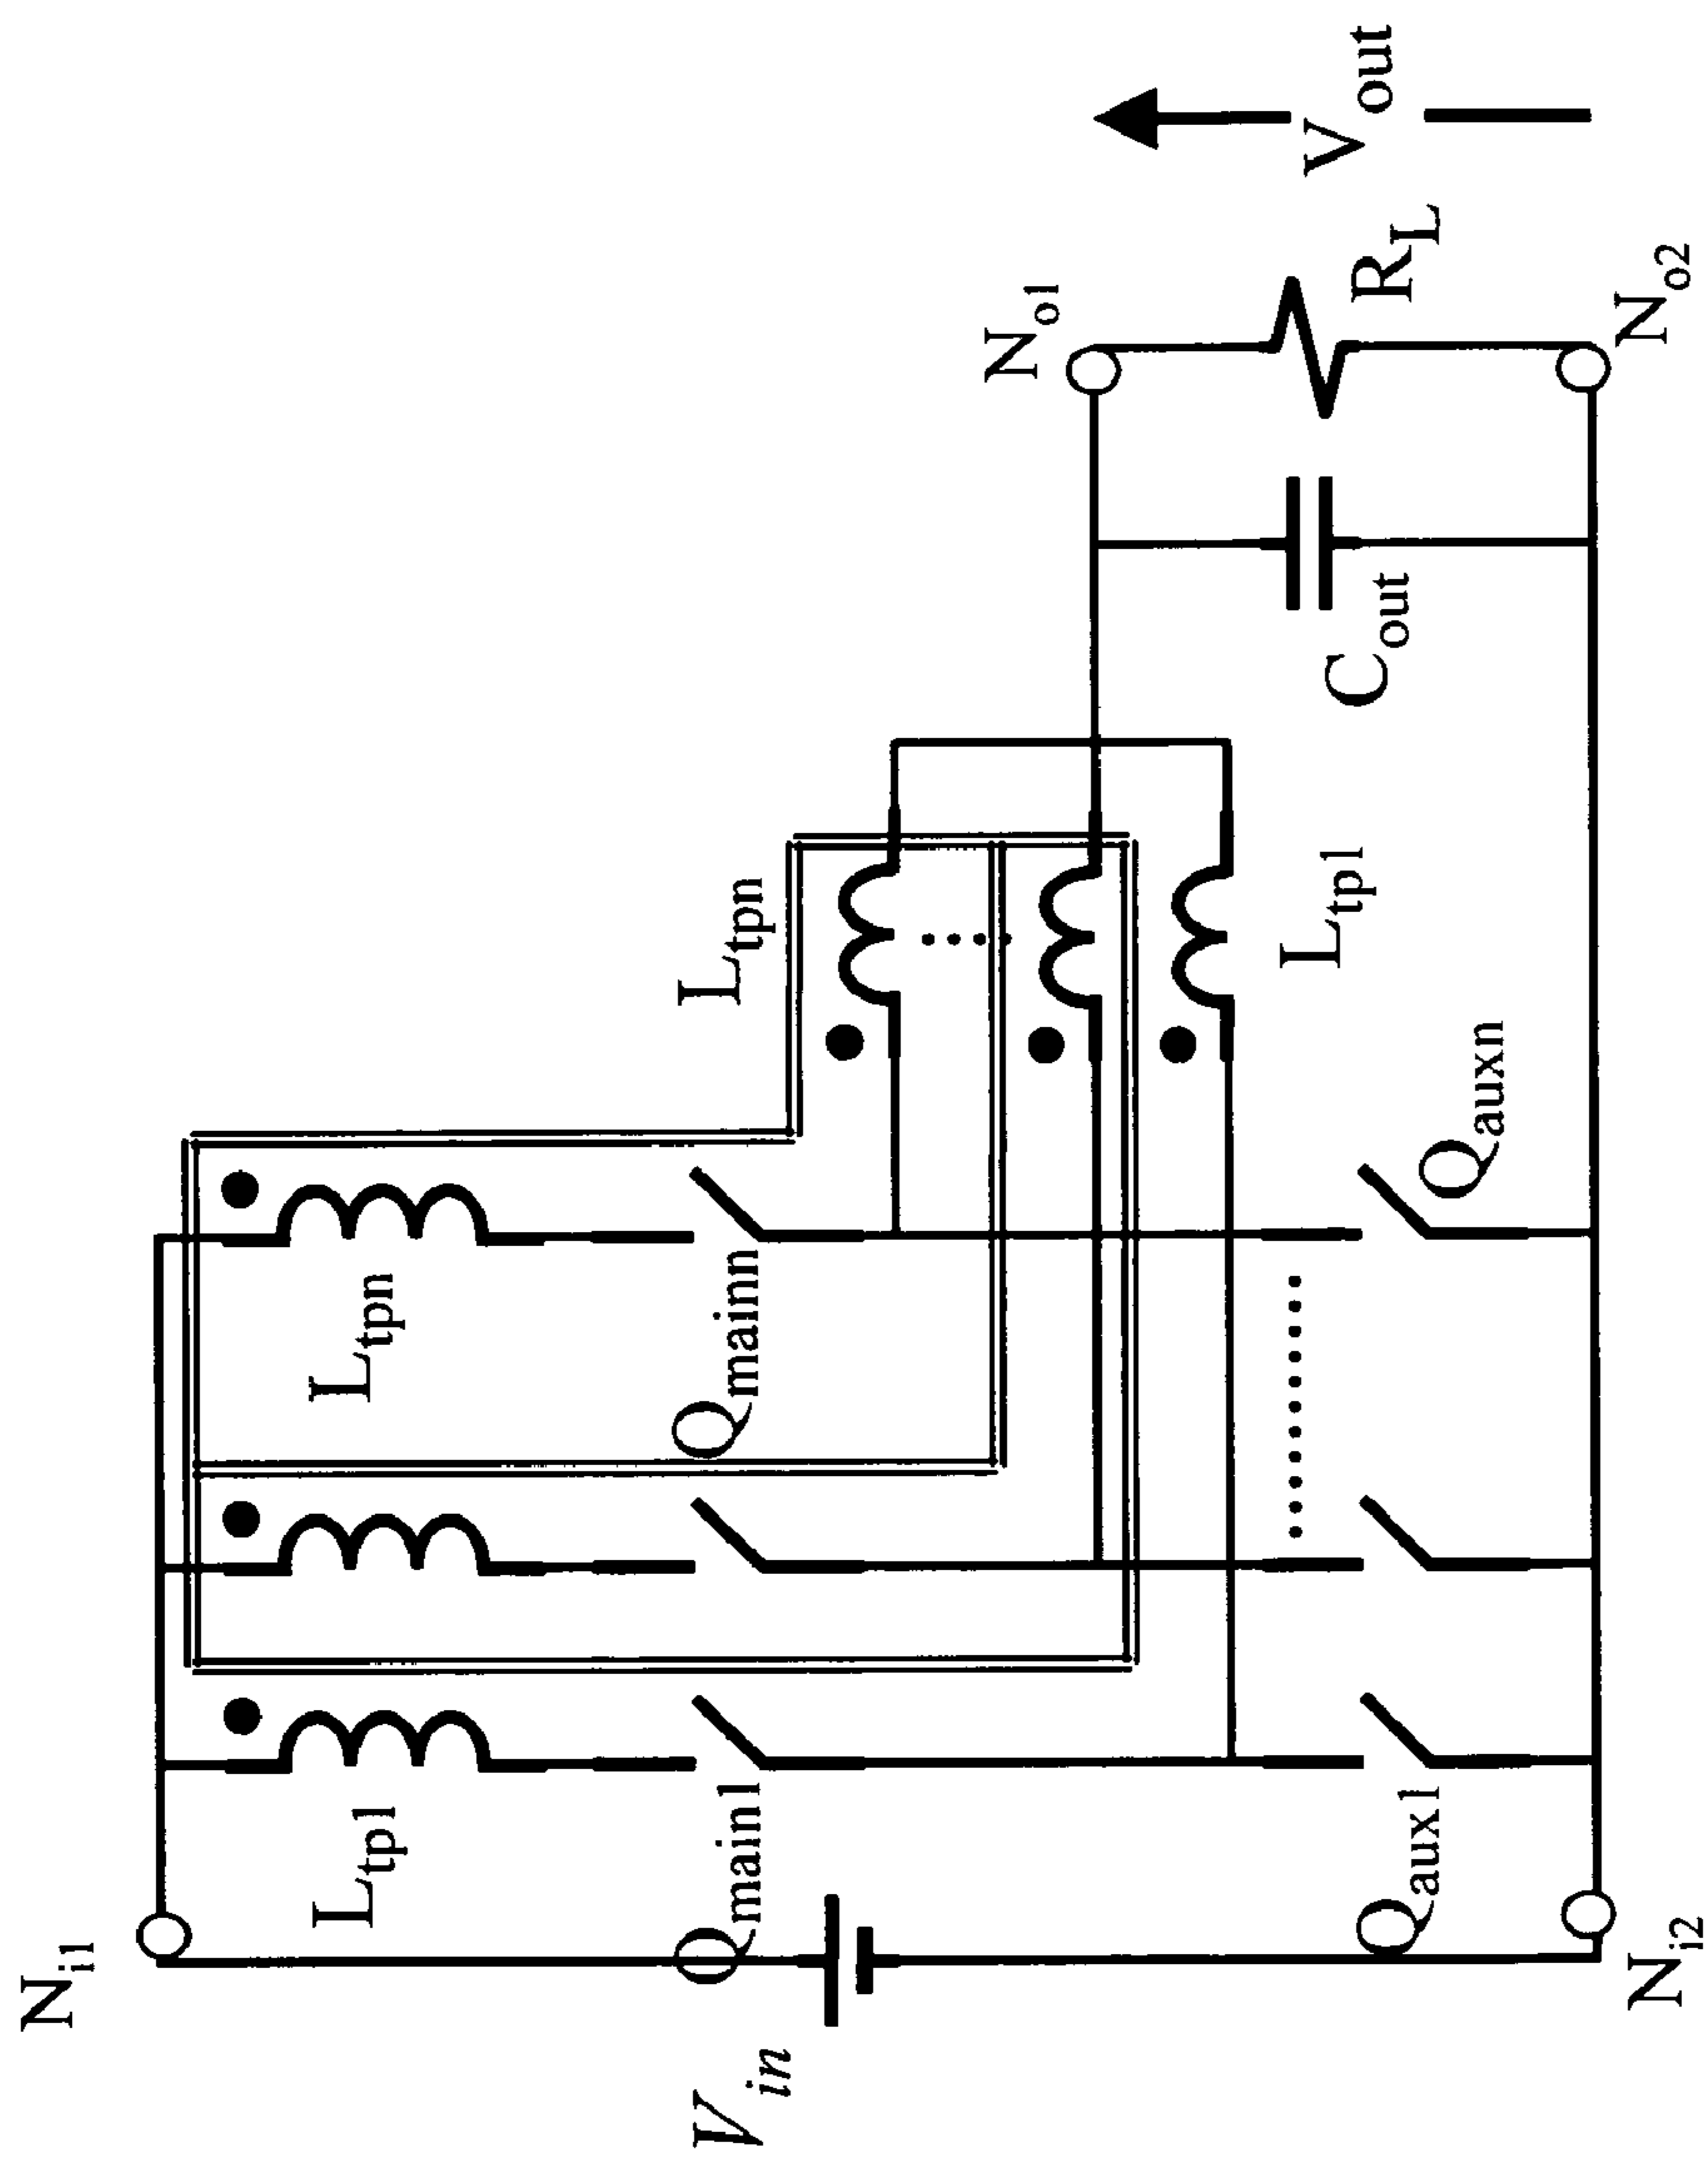 N_i1
L_tp1
L_tpn
Q_main1
Q_mainn
V_in
L_tpn
L_tp1
Q_aux1
Q_auxn
N_i2
N_o1
C_out
R_L
V_out
N_o2